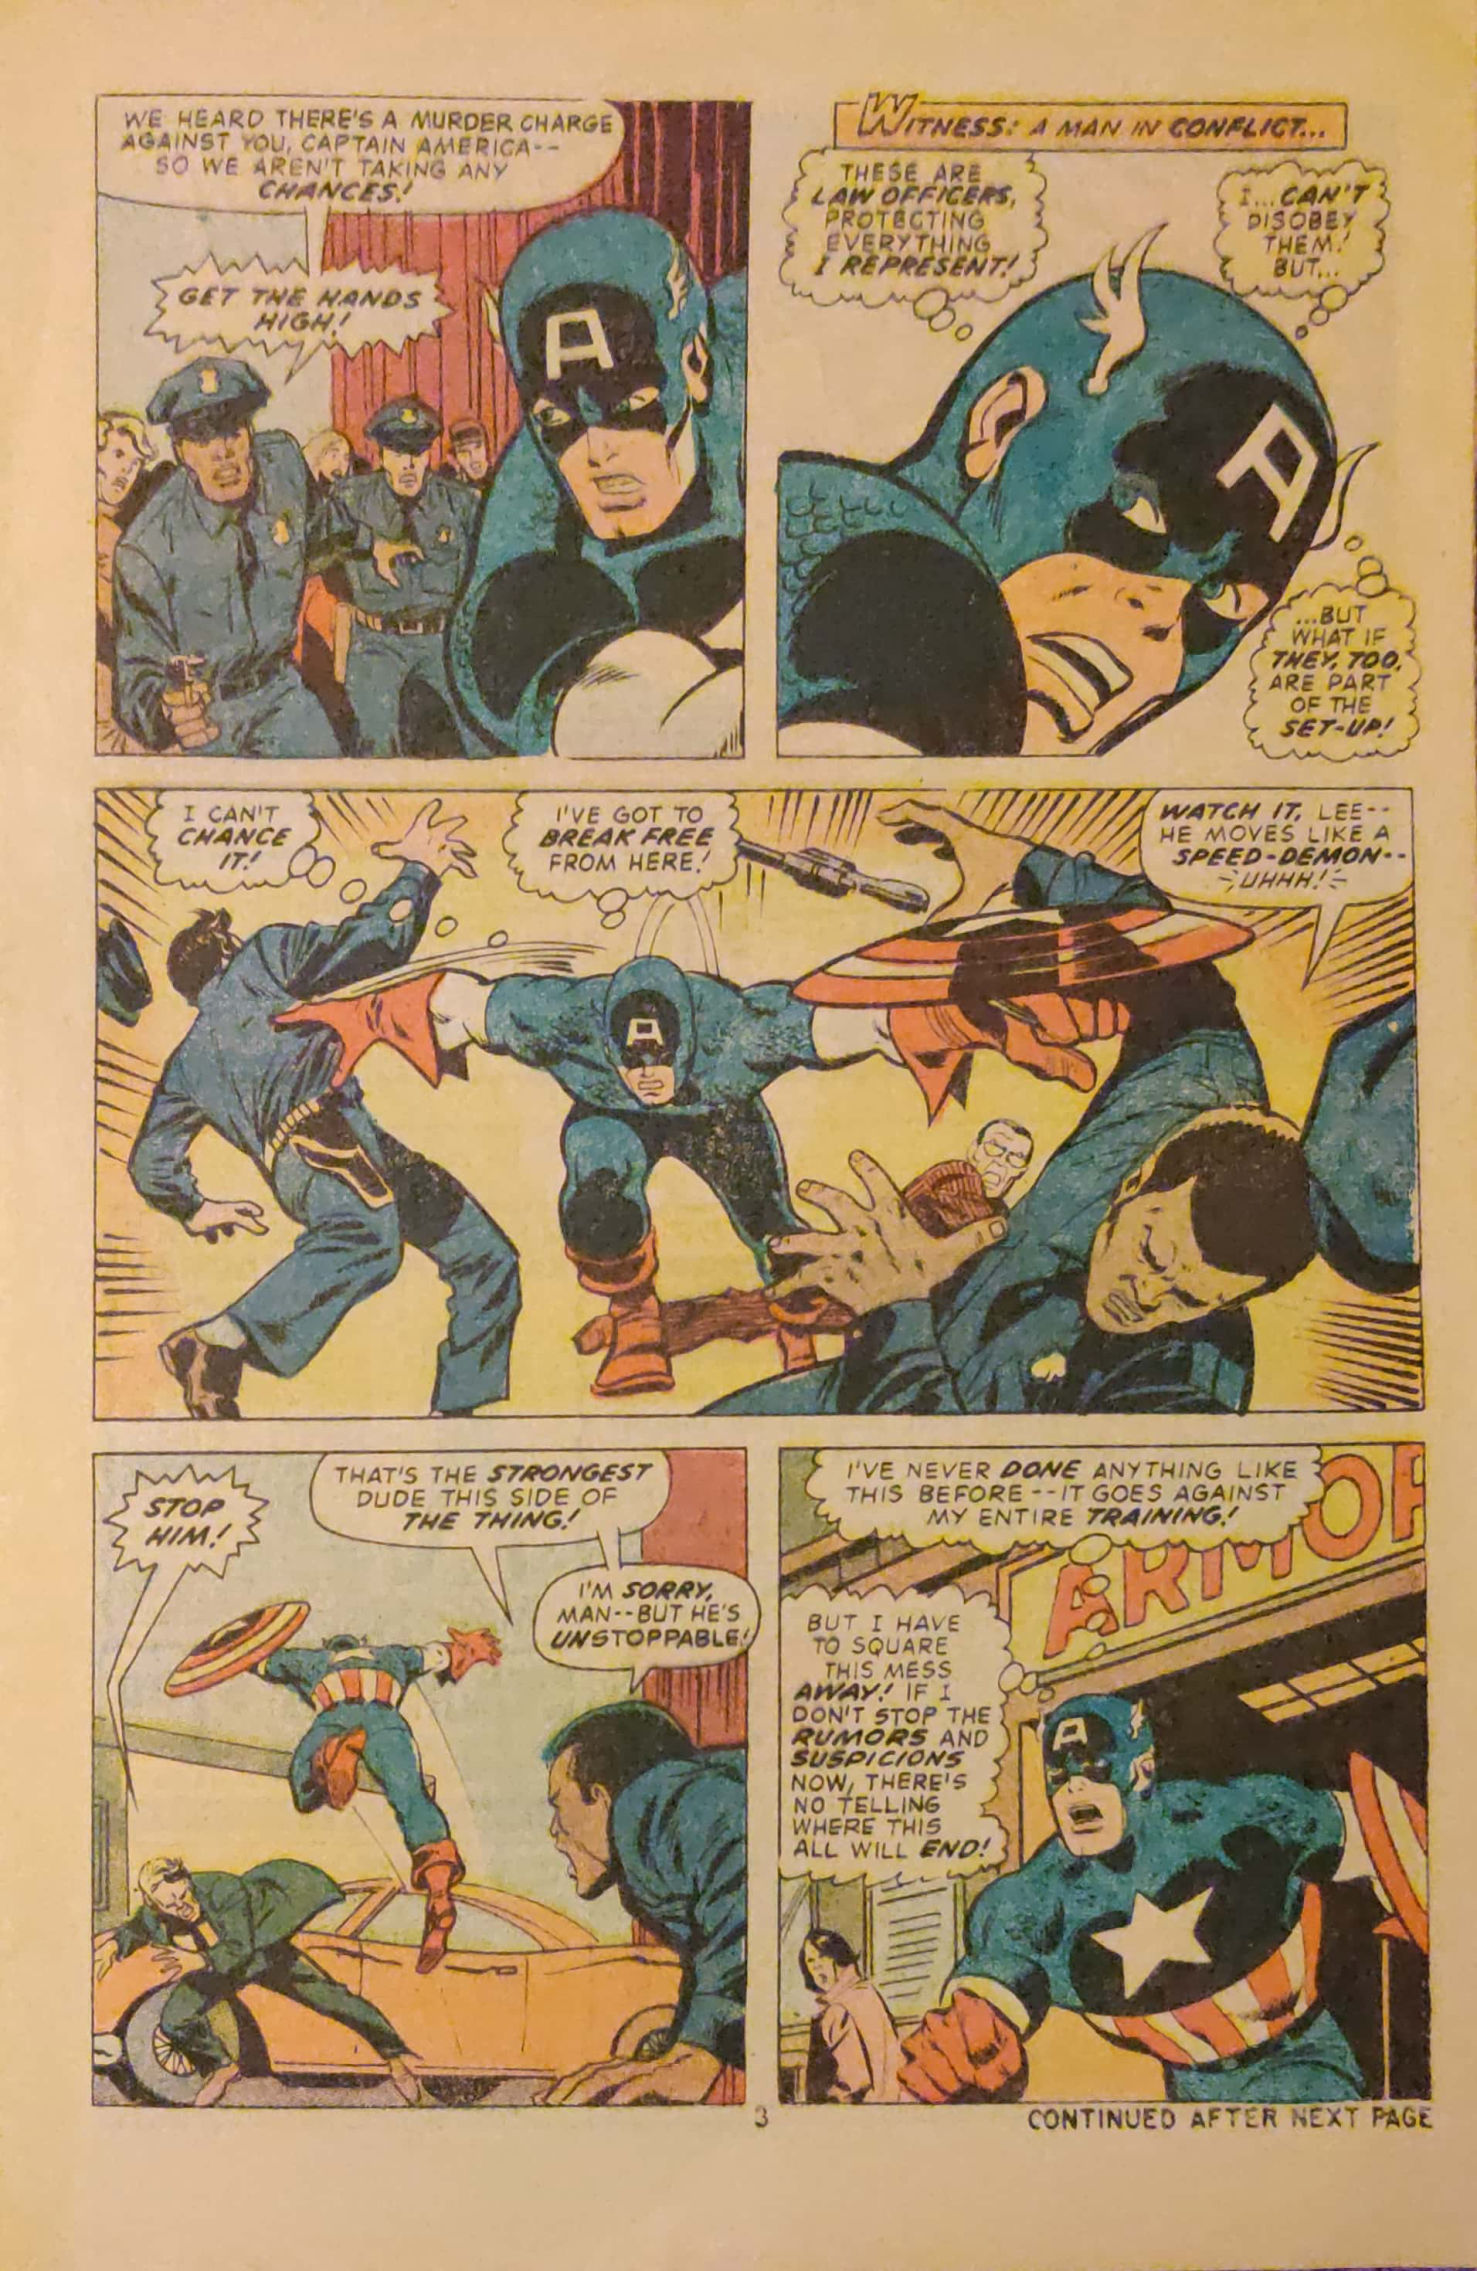 WE HEARD THERE'S A MURDER CHARGE
AGAINST YOU, CAPTAIN AMERICA--
SO WE AREN'T TAKING ANY
CHANCES!
GET THE HANDS
HIGH!
A
WITNESS: A MAN IN CONFLICT...
THESE ARE
LAW OFFICERS,
PROTECTING
EVERYTHING
I REPRESENT!
I...CAN'T
DISOBEY
THEM!
BUT...
A
...BUT
WHAT IF
THEY, TOO,
ARE PART
OF THE
SET-UP!
I CAN'T
CHANCE
IT!
I'VE GOT TO
BREAK FREE
FROM HERE!
WATCH IT, LEE--
HE MOVES LIKE A
SPEED-DEMON--
UHHH!
A
STOP
HIM!
THAT'S THE STRONGEST
DUDE THIS SIDE OF
THE THING!
I'M SORRY,
MAN--BUT HE'S
UNSTOPPABLE!
I'VE NEVER DONE ANYTHING LIKE
THIS BEFORE--IT GOES AGAINST
MY ENTIRE TRAINING!
ARMOR
BUT I HAVE
TO SQUARE
THIS MESS
AWAY! IF I
DON'T STOP THE
RUMORS AND
SUSPICIONS
NOW, THERE'S
NO TELLING
WHERE THIS
ALL WILL END!
A
3
CONTINUED AFTER NEXT PAGE